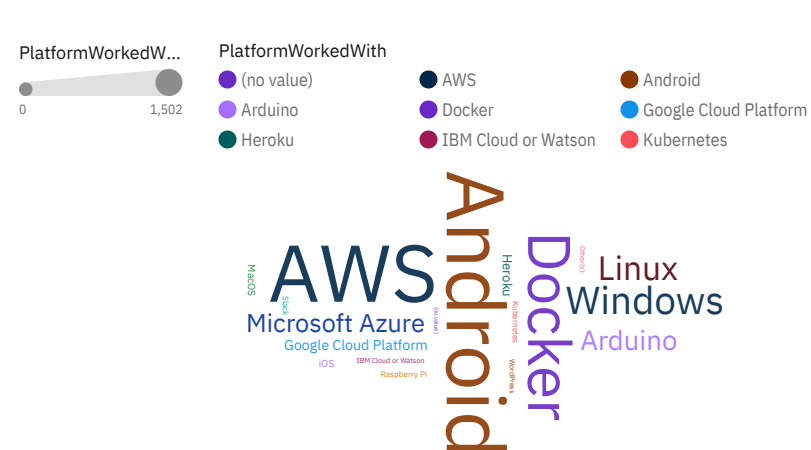 PlatformWorkedW...
0
1,502
PlatformWorkedWith
(no value)
AWS
Android
Arduino
Docker
Google Cloud Platform
Heroku
IBM Cloud or Watson
Kubernetes
Android
AWS
Docker
Heroku
Other(s):
Linux
MacOS
Slack
Windows
Microsoft Azure
(no value)
Kubernetes
Arduino
Google Cloud Platform
iOS
IBM Cloud or Watson
WordPress
Raspberry Pi